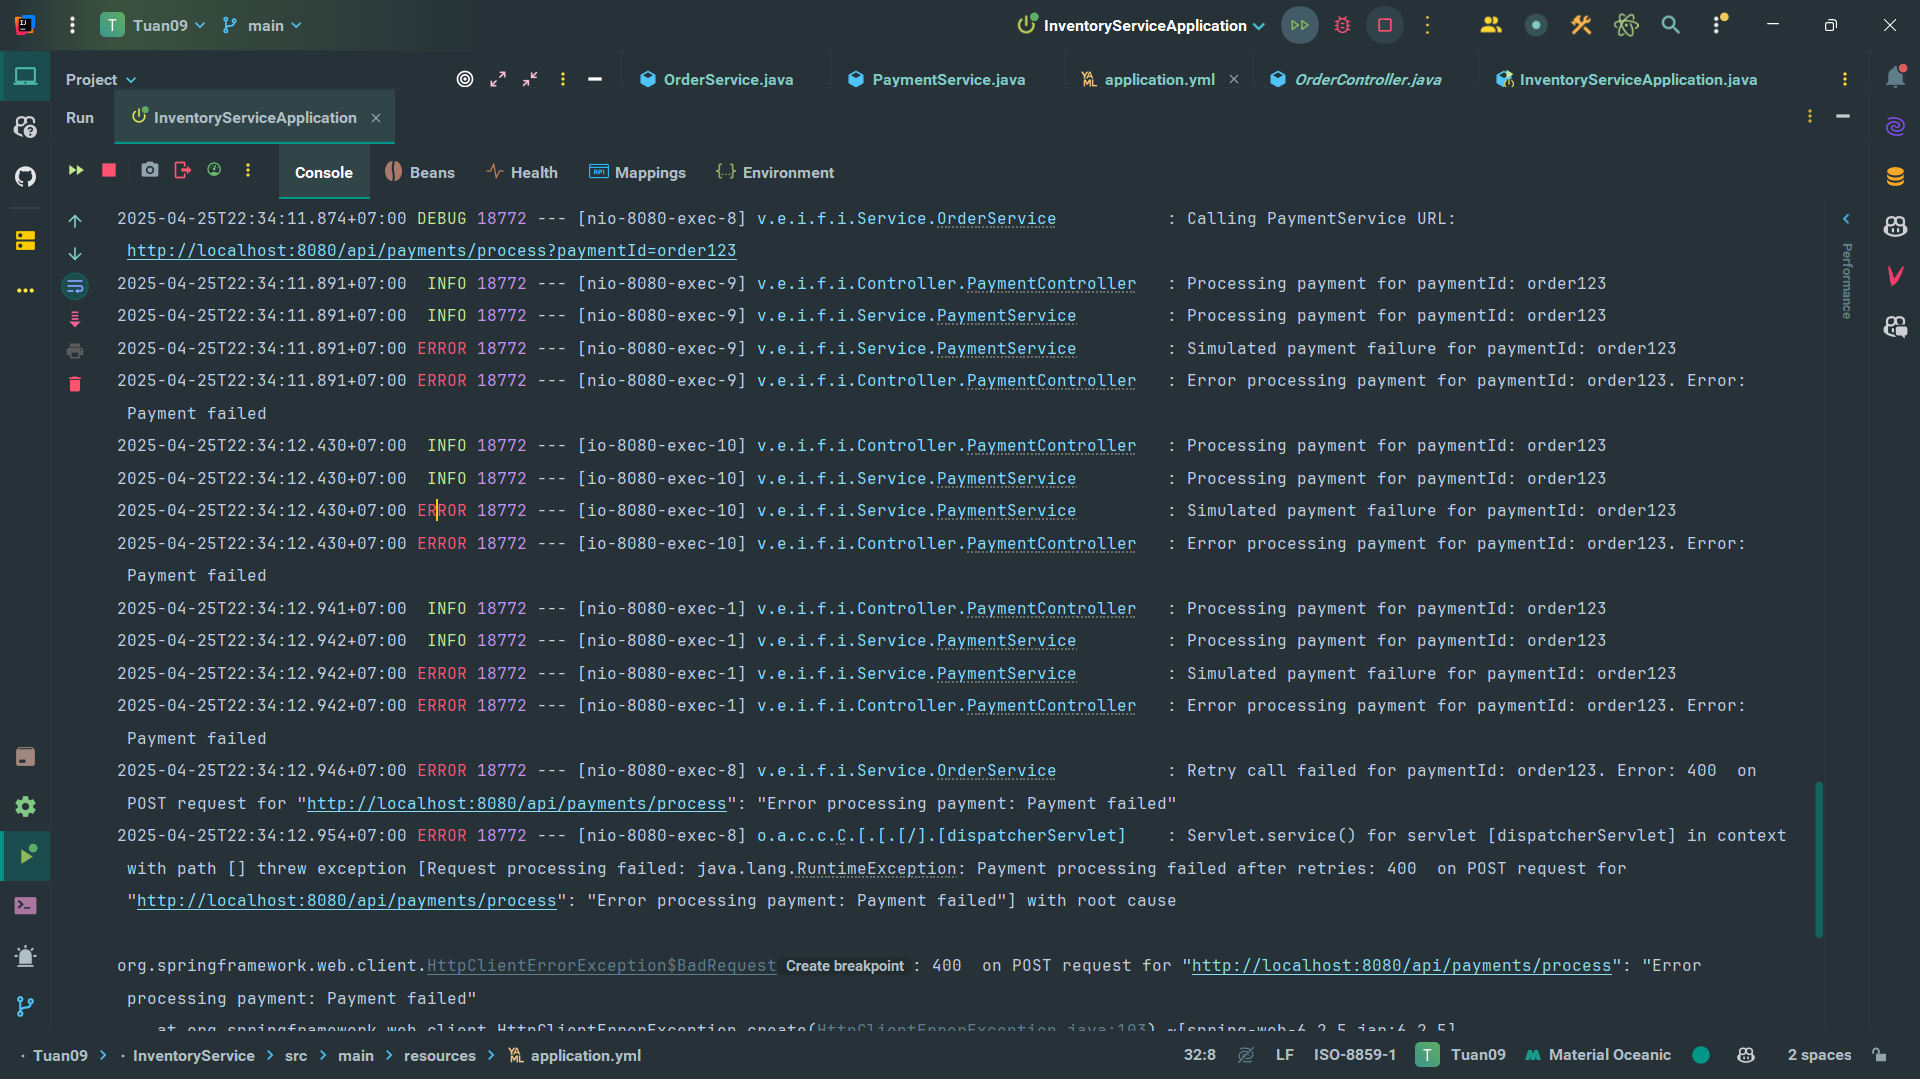 T Tuan09 main InventoryServiceApplication
Project OrderService.java PaymentService.java application.yml OrderController.java InventoryServiceApplication.java
Run InventoryServiceApplication
Console Beans Health Mappings Environment
2025-04-25T22:34:11.874+07:00 DEBUG 18772 --- [nio-8080-exec-8] v.e.i.f.i.Service.OrderService : Calling PaymentService URL:
http://localhost:8080/api/payments/process?paymentId=order123
2025-04-25T22:34:11.891+07:00 INFO 18772 --- [nio-8080-exec-9] v.e.i.f.i.Controller.PaymentController : Processing payment for paymentId: order123
2025-04-25T22:34:11.891+07:00 INFO 18772 --- [nio-8080-exec-9] v.e.i.f.i.Service.PaymentService : Processing payment for paymentId: order123
2025-04-25T22:34:11.891+07:00 ERROR 18772 --- [nio-8080-exec-9] v.e.i.f.i.Service.PaymentService : Simulated payment failure for paymentId: order123
2025-04-25T22:34:11.891+07:00 ERROR 18772 --- [nio-8080-exec-9] v.e.i.f.i.Controller.PaymentController : Error processing payment for paymentId: order123. Error:
Payment failed
2025-04-25T22:34:12.430+07:00 INFO 18772 --- [io-8080-exec-10] v.e.i.f.i.Controller.PaymentController : Processing payment for paymentId: order123
2025-04-25T22:34:12.430+07:00 INFO 18772 --- [io-8080-exec-10] v.e.i.f.i.Service.PaymentService : Processing payment for paymentId: order123
2025-04-25T22:34:12.430+07:00 ERROR 18772 --- [io-8080-exec-10] v.e.i.f.i.Service.PaymentService : Simulated payment failure for paymentId: order123
2025-04-25T22:34:12.430+07:00 ERROR 18772 --- [io-8080-exec-10] v.e.i.f.i.Controller.PaymentController : Error processing payment for paymentId: order123. Error:
Payment failed
2025-04-25T22:34:12.941+07:00 INFO 18772 --- [nio-8080-exec-1] v.e.i.f.i.Controller.PaymentController : Processing payment for paymentId: order123
2025-04-25T22:34:12.942+07:00 INFO 18772 --- [nio-8080-exec-1] v.e.i.f.i.Service.PaymentService : Processing payment for paymentId: order123
2025-04-25T22:34:12.942+07:00 ERROR 18772 --- [nio-8080-exec-1] v.e.i.f.i.Service.PaymentService : Simulated payment failure for paymentId: order123
2025-04-25T22:34:12.942+07:00 ERROR 18772 --- [nio-8080-exec-1] v.e.i.f.i.Controller.PaymentController : Error processing payment for paymentId: order123. Error:
Payment failed
2025-04-25T22:34:12.946+07:00 ERROR 18772 --- [nio-8080-exec-8] v.e.i.f.i.Service.OrderService : Retry call failed for paymentId: order123. Error: 400 on
POST request for "http://localhost:8080/api/payments/process": "Error processing payment: Payment failed"
2025-04-25T22:34:12.954+07:00 ERROR 18772 --- [nio-8080-exec-8] o.a.c.c.C.[.[.[/].[dispatcherServlet] : Servlet.service() for servlet [dispatcherServlet] in context
with path [] threw exception [Request processing failed: java.lang.RuntimeException: Payment processing failed after retries: 400 on POST request for
"http://localhost:8080/api/payments/process": "Error processing payment: Payment failed"] with root cause
org.springframework.web.client.HttpClientErrorException$BadRequest Create breakpoint : 400 on POST request for "http://localhost:8080/api/payments/process": "Error
processing payment: Payment failed"
at org.springframework.web.client.HttpClientErrorException.create(HttpClientErrorException.java:103) ~[spring-web-6.2.5.jar:6.2.5]
Performance
Tuan09 > InventoryService > src > main > resources > application.yml 32:8 LF ISO-8859-1 T Tuan09 Material Oceanic 2 spaces